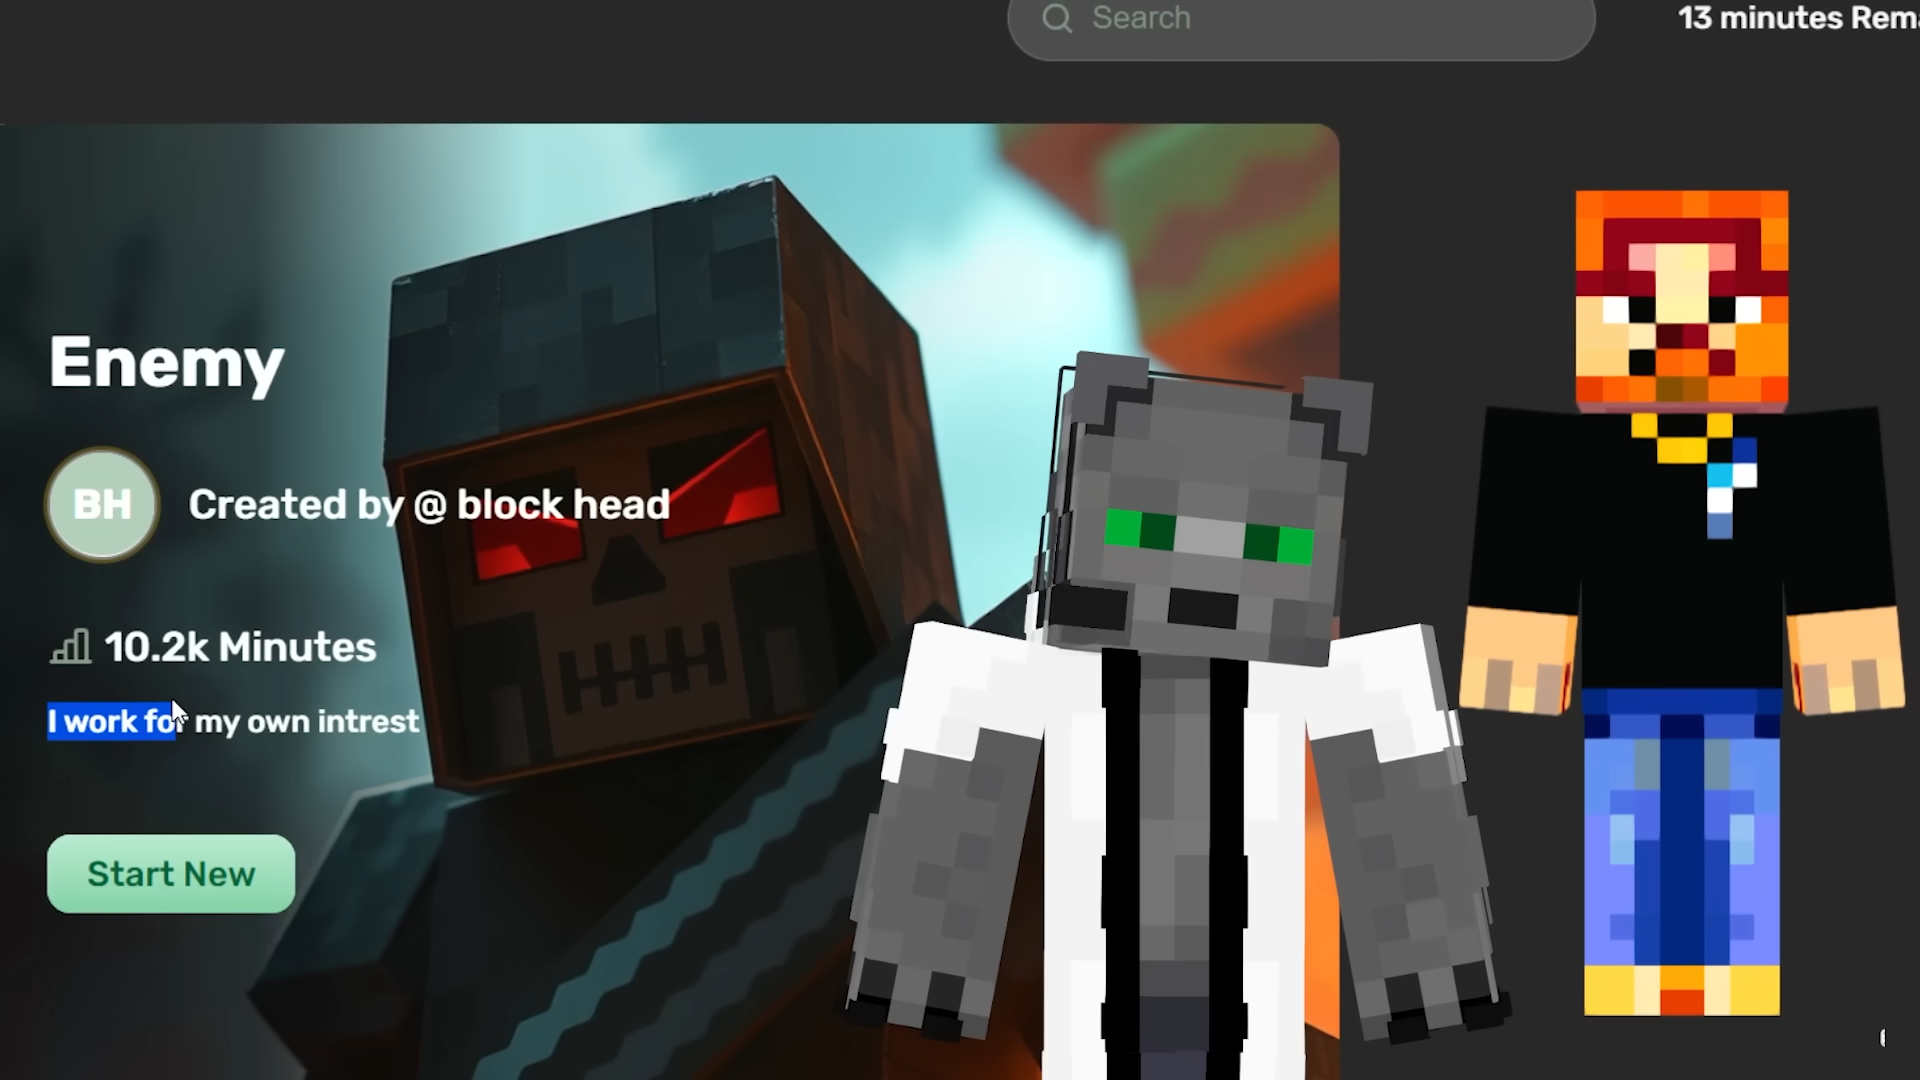 Search
13 minutes Rem
Enemy
BH
Created by @ block head
10.2k Minutes
I work for my own intrest
Start New